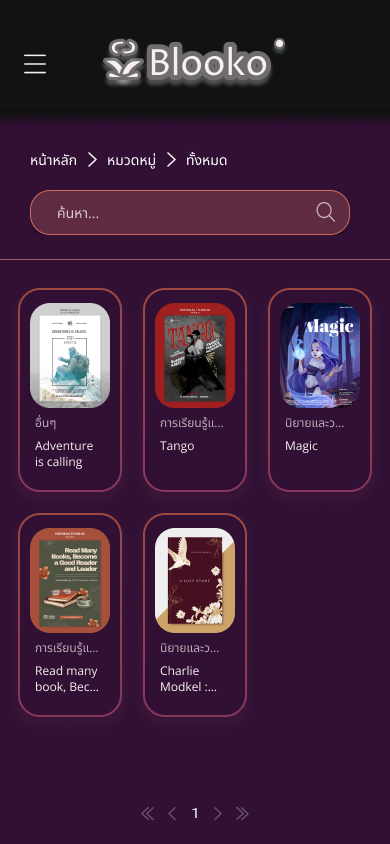 Blooko
หน้าหลัก > หมวดหมู่ > ทั้งหมด
ค้นหา...
ADVENTURE IS CALLING
อื่นๆ
Adventure
is calling
TANGO
การเรียนรู้แ...
Tango
Magic
นิยายและว...
Magic
Read Many
Books, Become
a Good Reader
and Leader
การเรียนรู้แ...
Read many
book, Bec...
A LOVE STORY
นิยายและว...
Charlie
Modkel :...
1